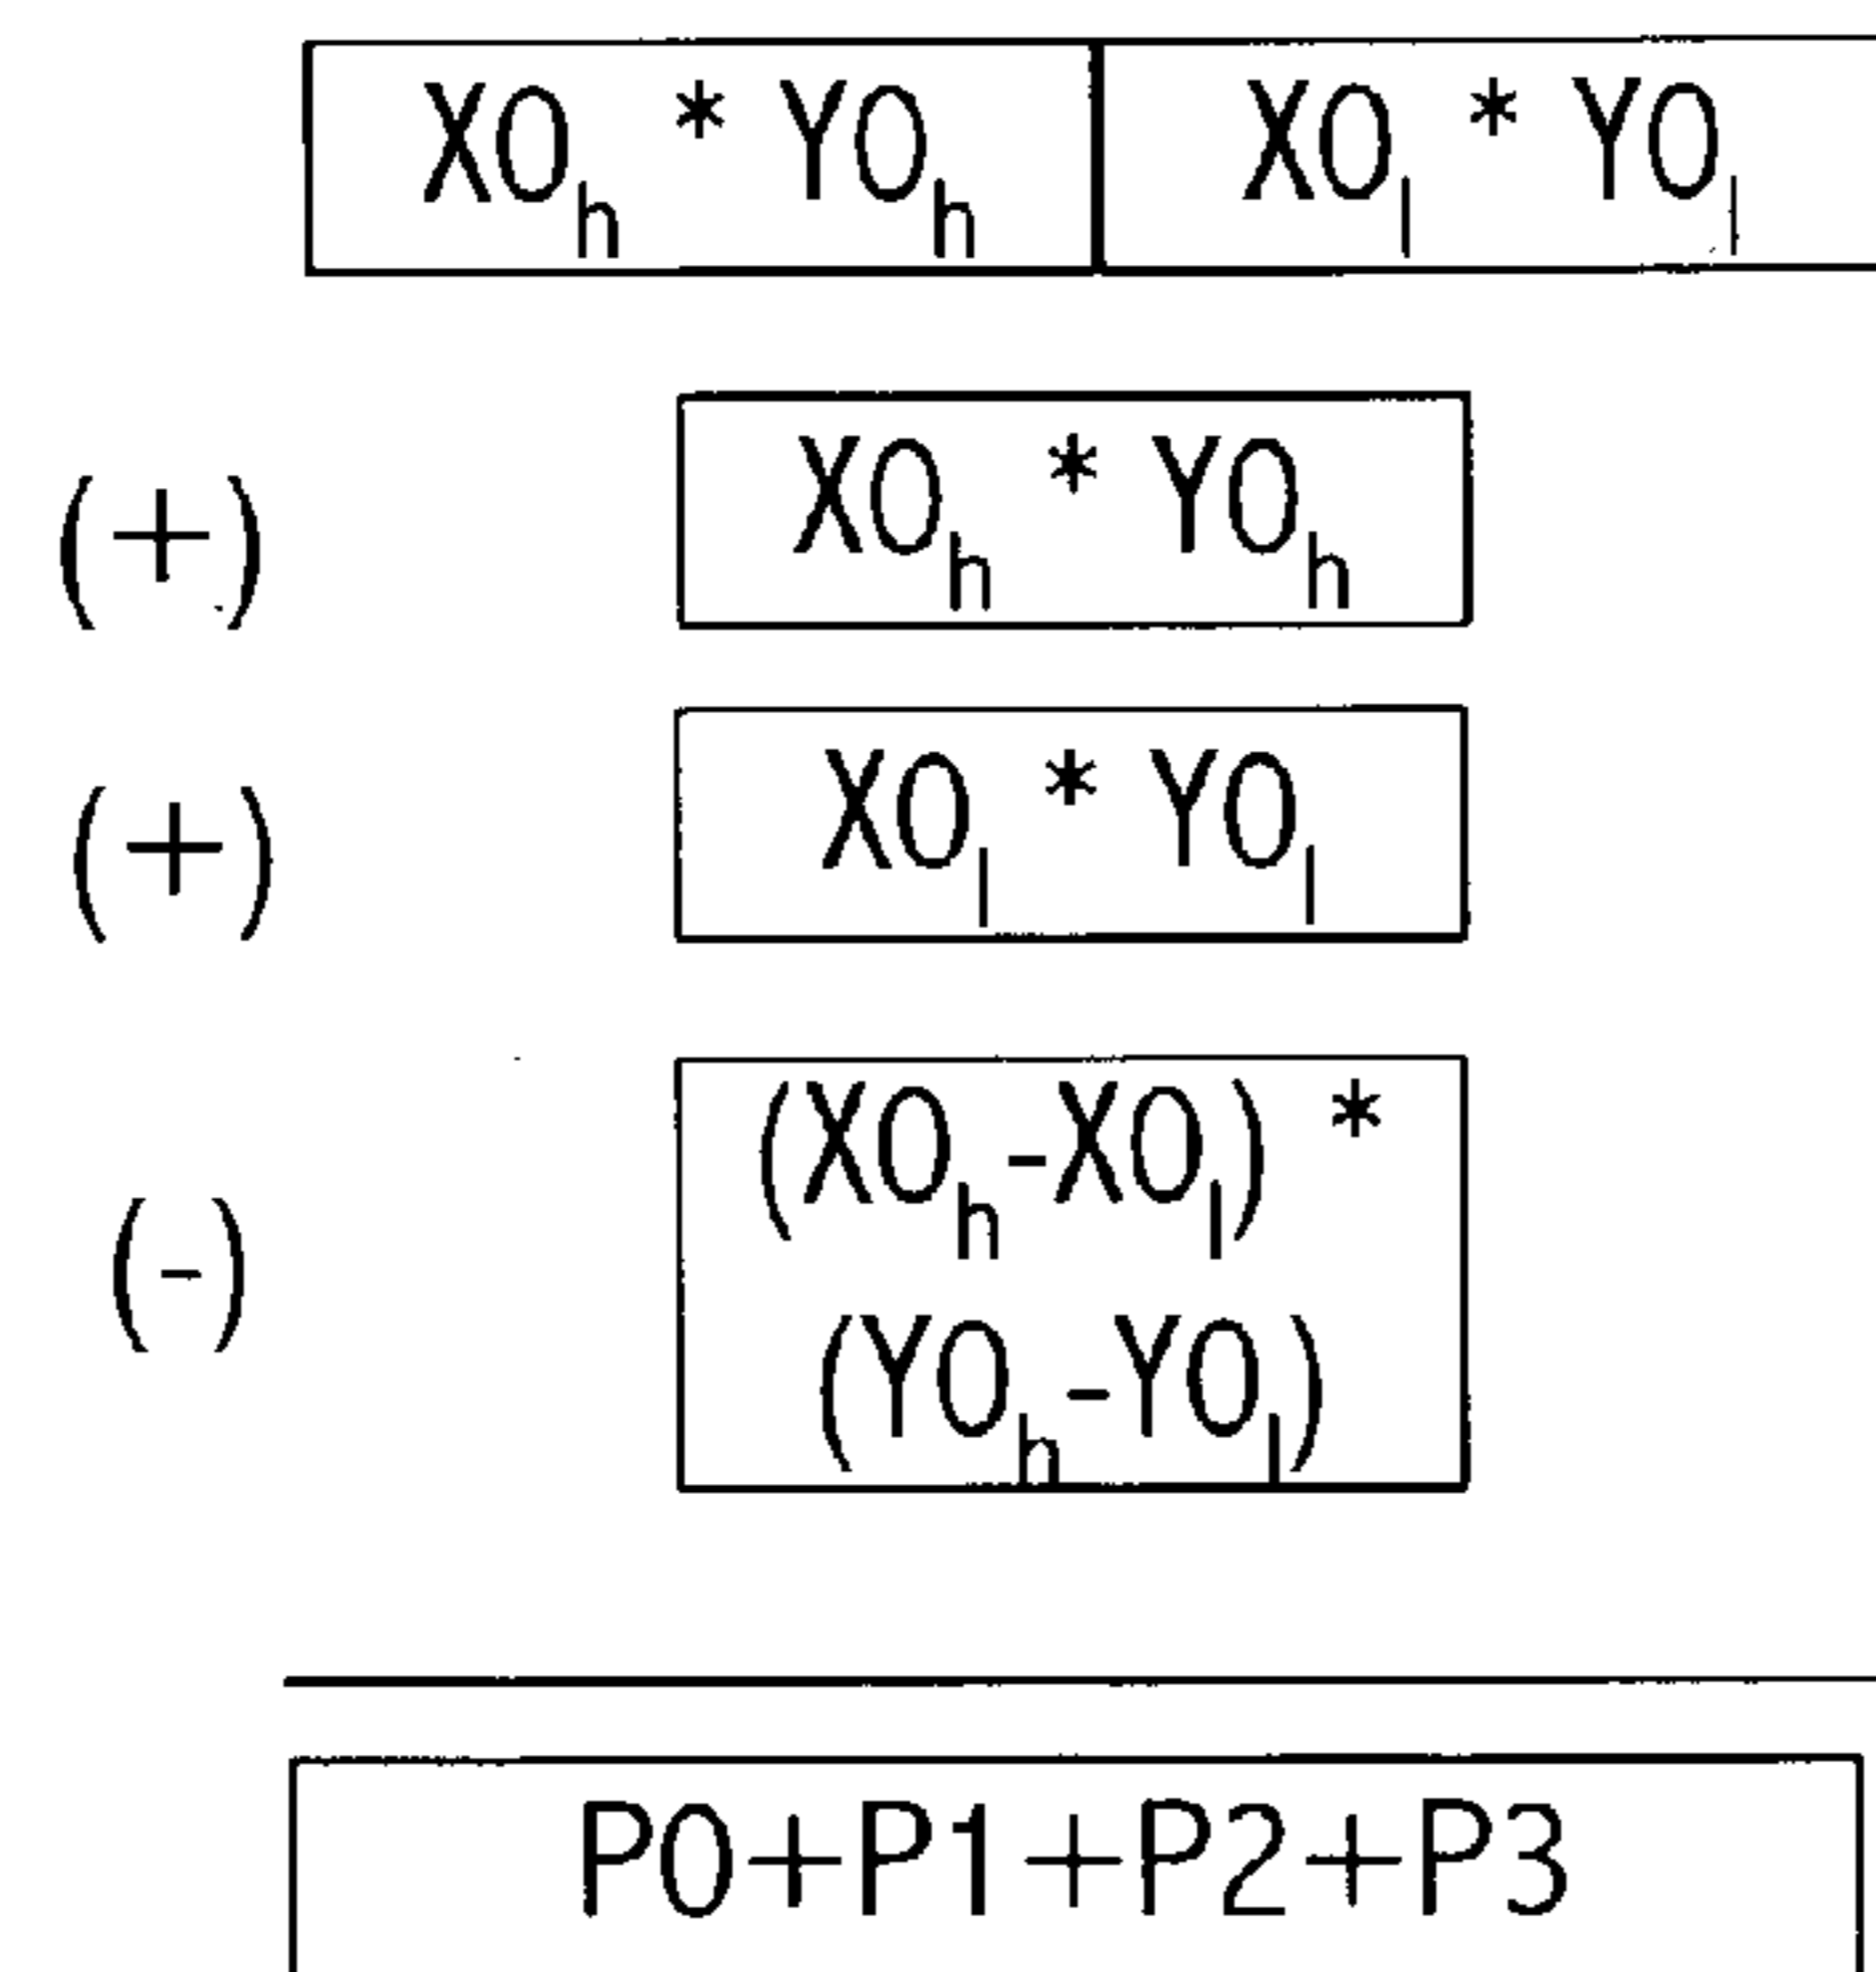 XO_h * YO_h XO_l * YO_l
(+) XO_h * YO_h
(+) XO_l * YO_l
(-) (XO_h-XO_l) *
(YO_h-YO_l)
P0+P1+P2+P3